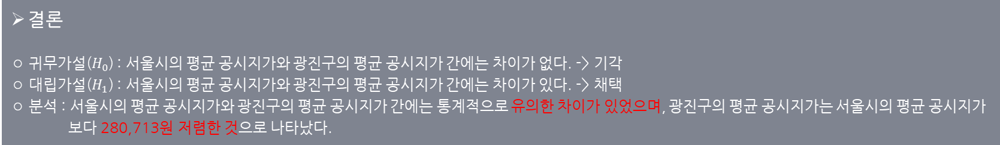 ➢ 결론
○ 귀무가설(H₀) : 서울시의 평균 공시지가와 광진구의 평균 공시지가 간에는 차이가 없다. -> 기각
○ 대립가설(H₁) : 서울시의 평균 공시지가와 광진구의 평균 공시지가 간에는 차이가 있다. -> 채택
○ 분석 : 서울시의 평균 공시지가와 광진구의 평균 공시지가 간에는 통계적으로 유의한 차이가 있었으며, 광진구의 평균 공시지가는 서울시의 평균 공시지가
보다 280,713원 저렴한 것으로 나타났다.